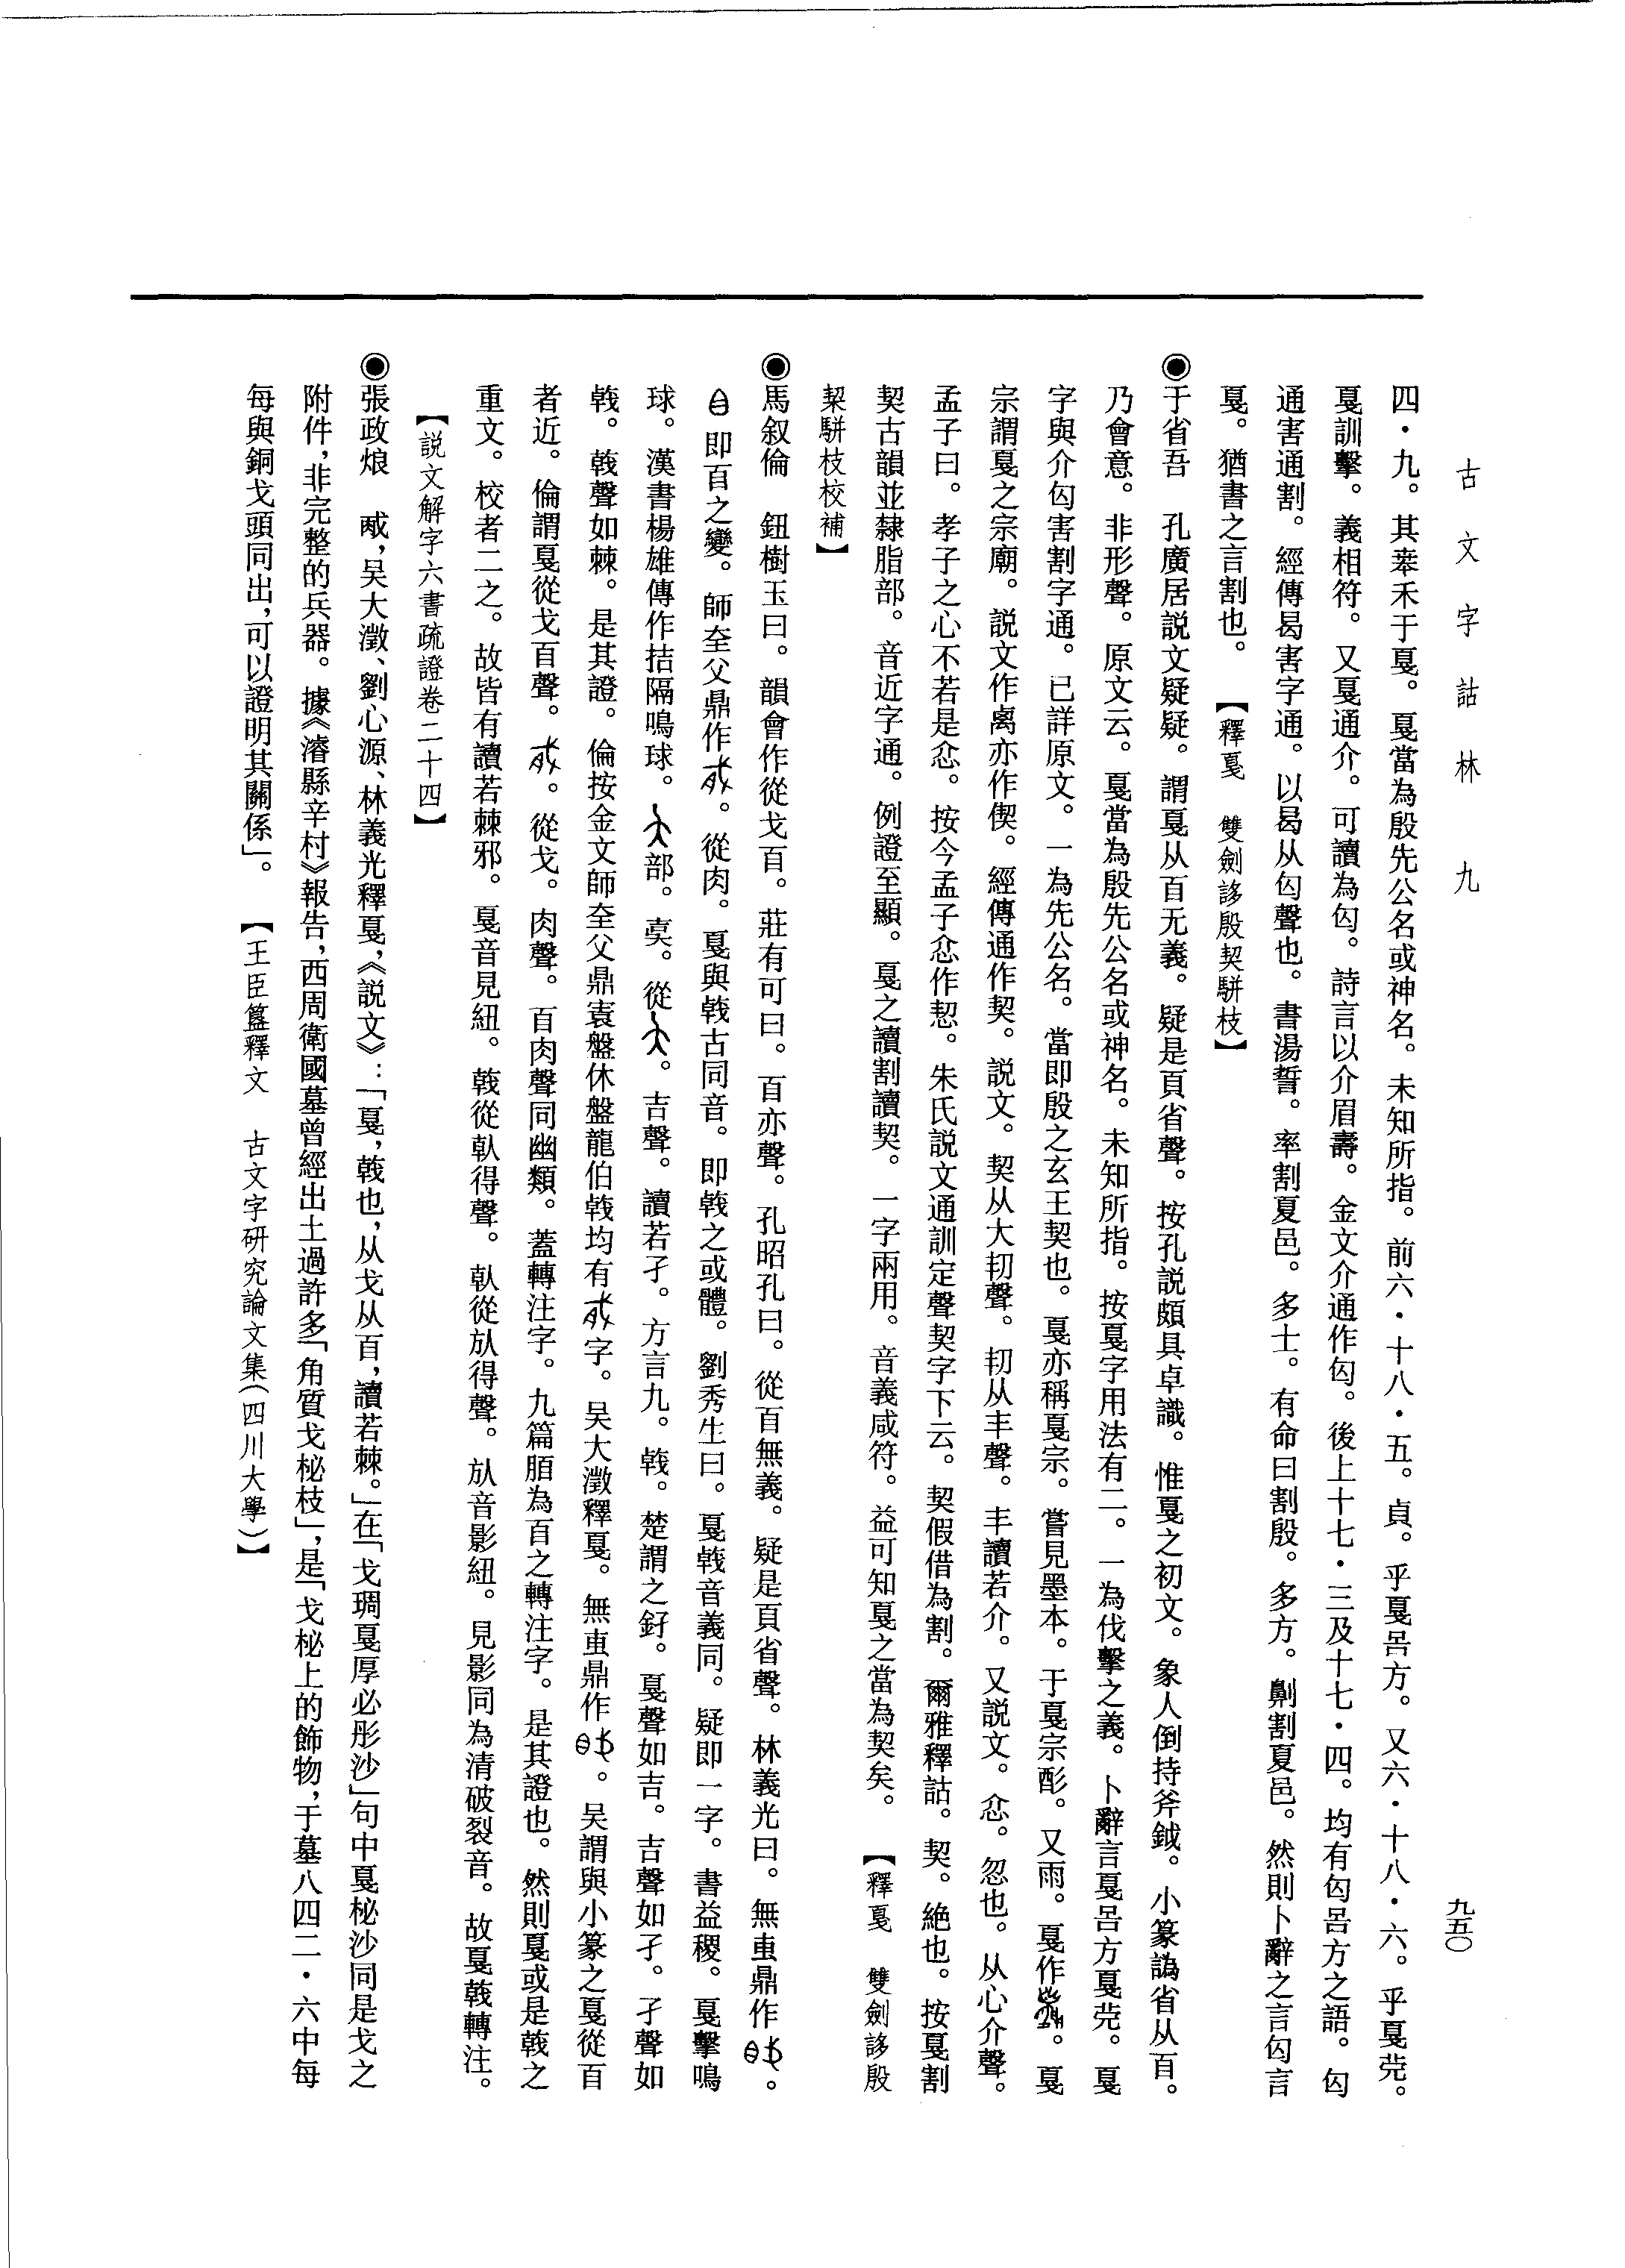 古文字詁林 九
九五〇
四·九。其桒禾于戛。戛當為殷先公名或神名。未知所指。前六·十八·五。貞。乎戛𠮯方。又六·十八·六。乎戛𦫳。
戛訓擊。義相符。又戛通介。可讀為匃。詩言以介眉壽。金文介通作匃。後上十七·三及十七·四。均有匃𠮯方之語。匃
通害通割。經傳曷害字通。以曷从匃聲也。書湯誓。率割夏邑。多士。有命曰割殷。多方。劓割夏邑。然則卜辭之言匃言
戛。猶書之言割也。【釋戛 雙劍誃殷契駢枝】
◉于省吾 孔廣居説文疑疑。謂戛从百无義。疑是頁省聲。按孔説頗具卓識。惟戛之初文。象人倒持斧鉞。小篆譌省从百。
乃會意。非形聲。原文云。戛當為殷先公名或神名。未知所指。按戛字用法有二。一為伐擊之義。卜辭言戛𠮯方戛𦫳。戛
字與介匃害割字通。已詳原文。一為先公名。當即殷之玄王契也。戛亦稱戛宗。嘗見墨本。于戛宗酌。又雨。戛作。戛
宗謂戛之宗廟。説文作禼亦作偰。經傳通作契。説文。契从大㓞聲。㓞从丯聲。丯讀若介。又説文。忿。忽也。从心介聲。
孟子曰。孝子之心不若是忿。按今孟子忿作恝。朱氏説文通訓定聲契字下云。契假借為割。爾雅釋詁。契。絶也。按戛割
契古韻並隸脂部。音近字通。例證至顯。戛之讀割讀契。一字兩用。音義咸符。益可知戛之當為契矣。【釋戛 雙劍誃殷
栔駢枝校補】
◉馬叙倫 鈕樹玉曰。韻會作從戈百。莊有可曰。百亦聲。孔昭孔曰。從百無義。疑是頁省聲。林義光曰。無叀鼎作。
即百之變。師㚖父鼎作。從肉。戛與戟古同音。即戟之或體。劉秀生曰。戛戟音義同。疑即一字。書益稷。戛擊鳴
球。漢書楊雄傳作拮隔鳴球。部。㚖。從。吉聲。讀若孑。方言九。戟。楚謂之釨。戛聲如吉。吉聲如孑。孑聲如
戟。戟聲如棘。是其證。倫按金文師㚖父鼎袁盤休盤龍伯戟均有字。吴大澂釋戛。無叀鼎作。吴謂與小篆之戛從百
者近。倫謂戛從戈百聲。。從戈。肉聲。百肉聲同幽類。蓋轉注字。九篇脜為百之轉注字。是其證也。然則戛或是戟之
重文。校者二之。故皆有讀若棘邪。戛音見紐。戟從倝得聲。倝從㫃得聲。㫃音影紐。見影同為清破裂音。故戛戟轉注。
【説文解字六書疏證卷二十四】
◉張政烺 㦴，吴大澂、劉心源、林義光釋戛，《説文》：「戛，戟也，从戈从百，讀若棘。」在「戈琱戛厚必彤沙」句中戛柲沙同是戈之
附件，非完整的兵器。據《濬縣辛村》報告，西周衛國墓曾經出土過許多「角質戈柲枝」，是「戈柲上的飾物，于墓八四二·六中每
每與銅戈頭同出，可以證明其關係」。【王臣簋釋文 古文字研究論文集（四川大學）】